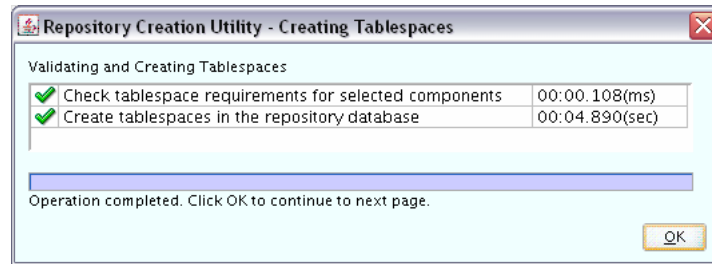 Repository Creation Utility - Creating Tablespaces
Validating and Creating Tablespaces
Check tablespace requirements for selected components 00:00.108(ms)
Create tablespaces in the repository database 00:04.890(sec)
Operation completed. Click OK to continue to next page.
OK